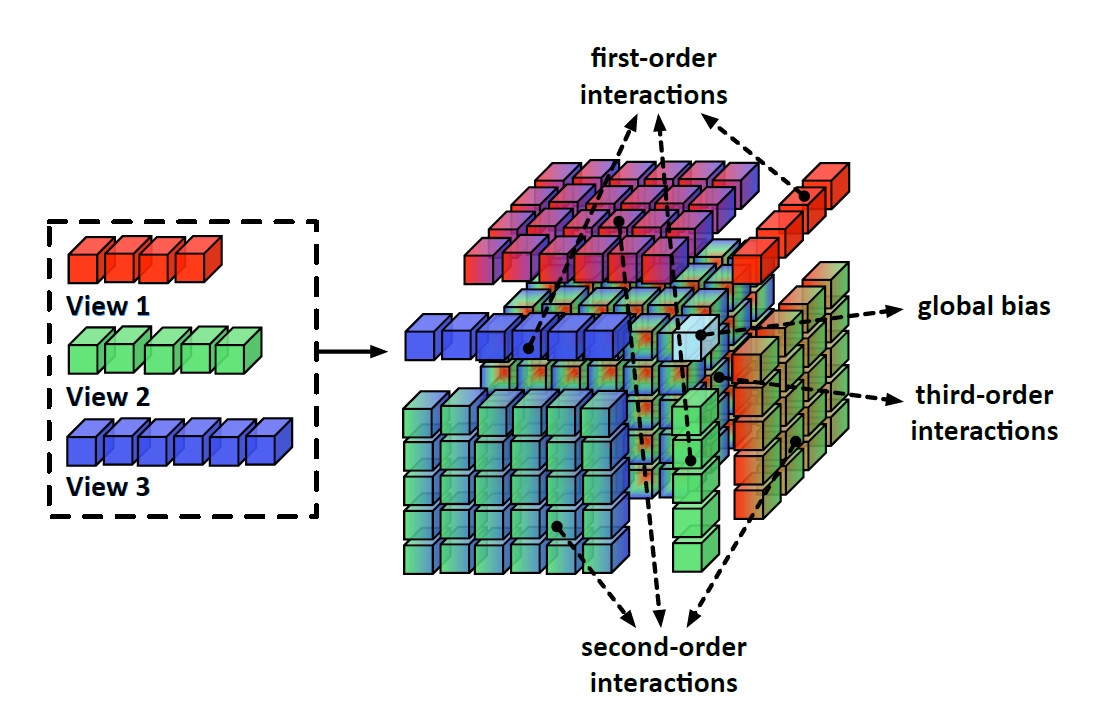 first-order
interactions
View 1
View 2
View 3
global bias
third-order
interactions
second-order
interactions